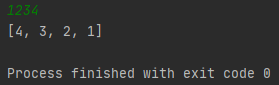 1234
[4, 3, 2, 1]
Process finished with exit code 0